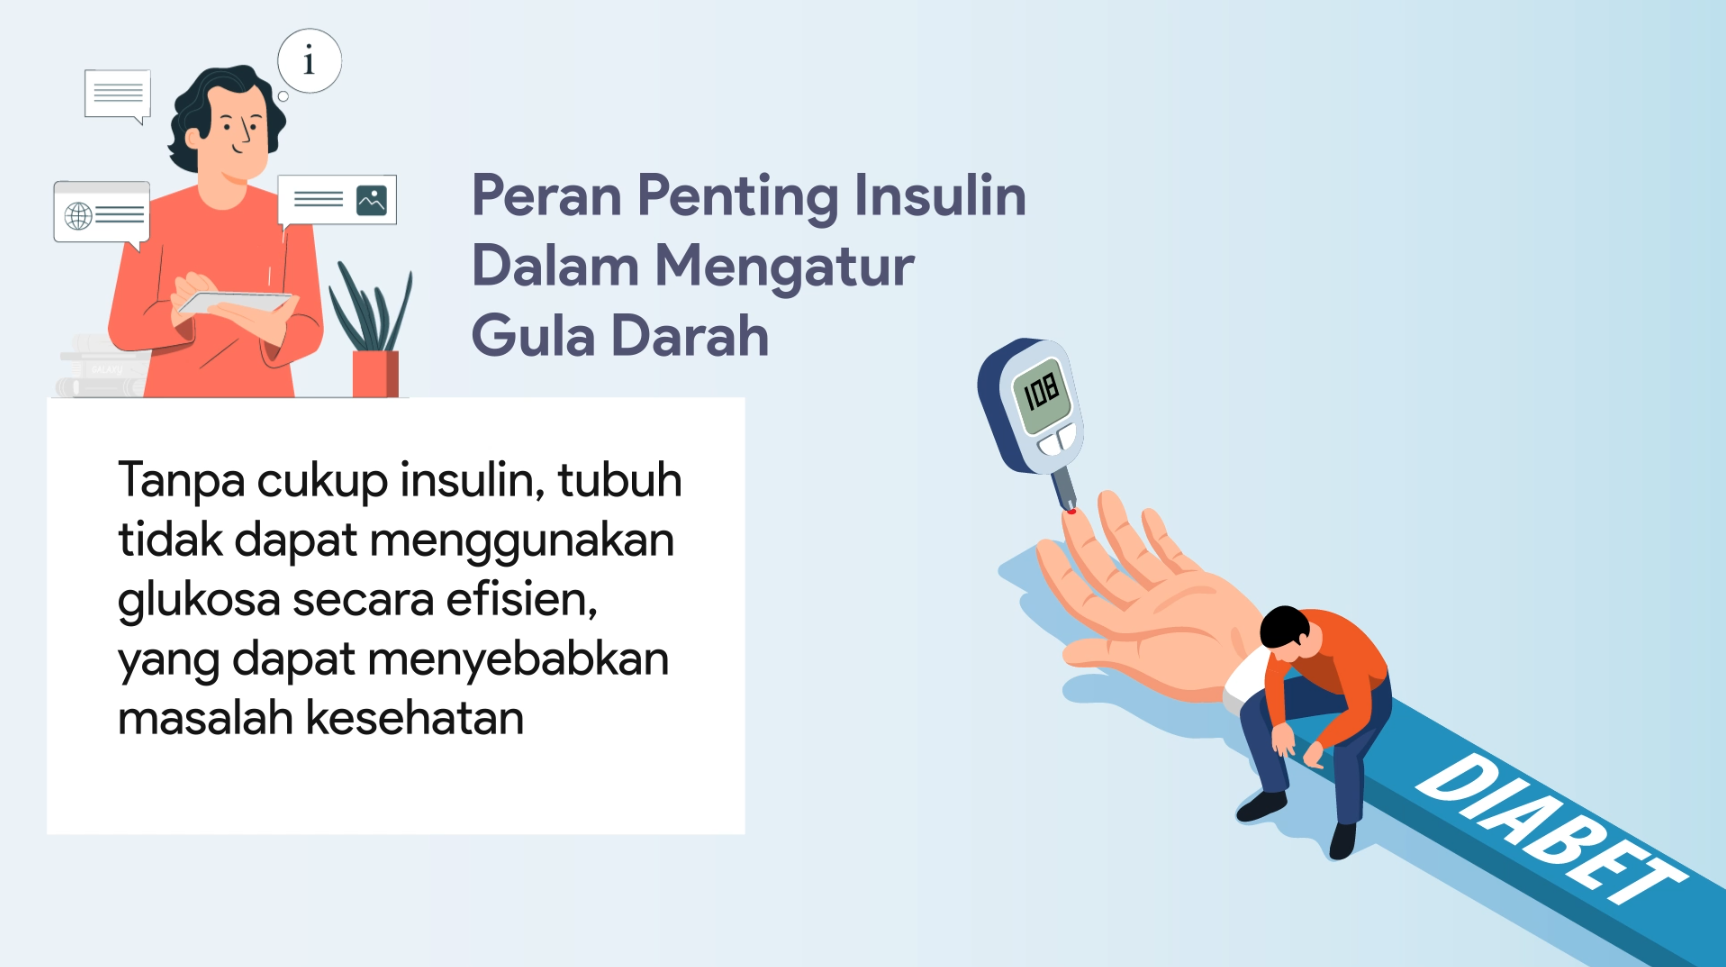 i
Peran Penting Insulin
Dalam Mengatur
Gula Darah
108
Tanpa cukup insulin, tubuh
tidak dapat menggunakan
glukosa secara efisien,
yang dapat menyebabkan
masalah kesehatan
DIABET